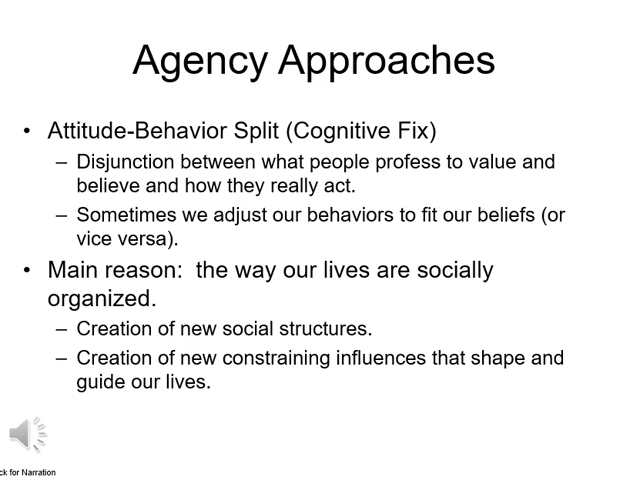 Agency Approaches
• Attitude-Behavior Split (Cognitive Fix)
– Disjunction between what people profess to value and
believe and how they really act.
– Sometimes we adjust our behaviors to fit our beliefs (or
vice versa).
• Main reason:  the way our lives are socially
organized.
– Creation of new social structures.
– Creation of new constraining influences that shape and
guide our lives.
ck for Narration